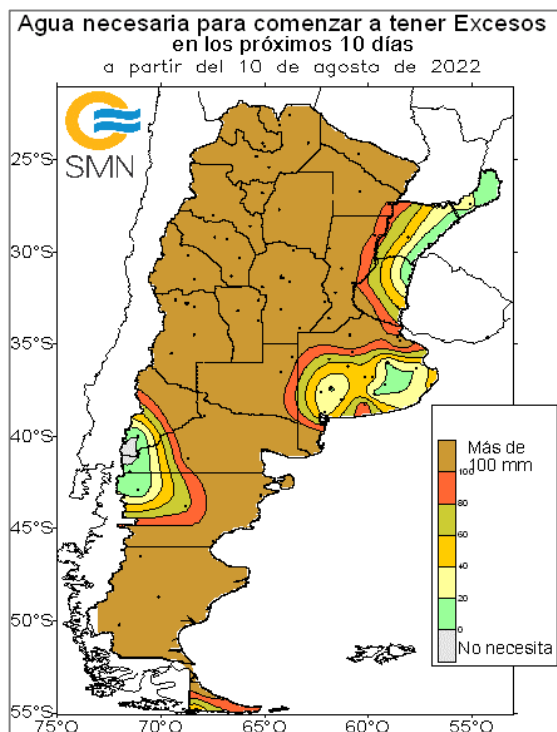 Agua necesaria para comenzar a tener Excesos
en los próximos 10 días
a partir del 10 de agosto de 2022
SMN
25°S
30°S
35°S
40°S
45°S
50°S
55°S
75°O
70°O
65°O
60°O
55°O
Más de
100 mm
100
80
60
40
20
0
No necesita